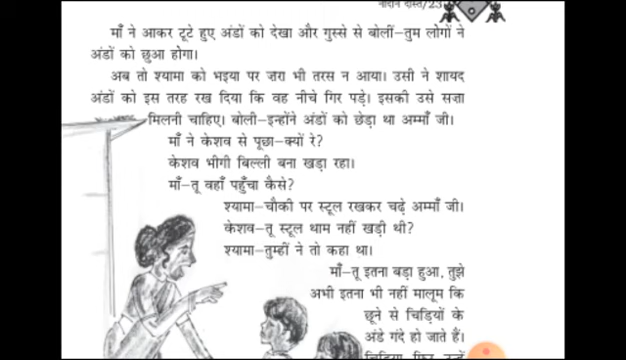 नादान दोस्त/23
माँ ने आकर टूटे हुए अंडों को देखा और गुस्से से बोलीं–तुम लोगों ने
अंडों को छुआ होगा।
अब तो श्यामा को भइया पर ज़रा भी तरस न आया। उसी ने शायद
अंडों को इस तरह रख दिया कि वह नीचे गिर पड़े। इसकी उसे सज़ा
मिलनी चाहिए। बोली–इन्होंने अंडों को छेड़ा था अम्माँ जी।
माँ ने केशव से पूछा–क्यों रे?
केशव भीगी बिल्ली बना खड़ा रहा।
माँ–तू वहाँ पहुँचा कैसे?
श्यामा–चौकी पर स्टूल रखकर चढ़े अम्माँ जी।
केशव–तू स्टूल थाम नहीं खड़ी थी?
श्यामा–तुम्हीं ने तो कहा था।
माँ–तू इतना बड़ा हुआ, तुझे
अभी इतना भी नहीं मालूम कि
छूने से चिड़ियों के
अंडे गंदे हो जाते हैं।
चिड़िया फिर उन्हें